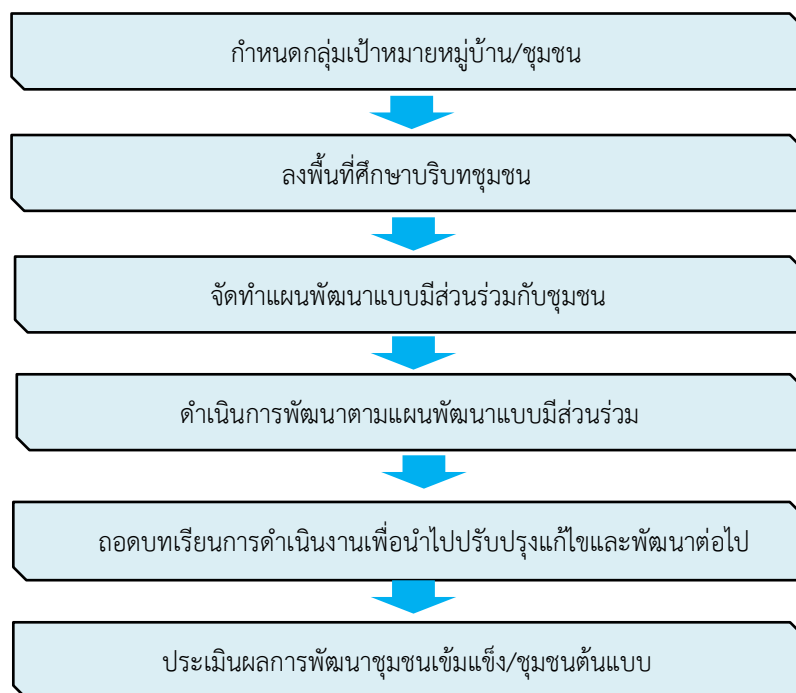 กำหนดกลุ่มเป้าหมายหมู่บ้าน/ชุมชน
ลงพื้นที่ศึกษาบริบทชุมชน
จัดทำแผนพัฒนาแบบมีส่วนร่วมกับชุมชน
ดำเนินการพัฒนาตามแผนพัฒนาแบบมีส่วนร่วม
ถอดบทเรียนการดำเนินงานเพื่อนำไปปรับปรุงแก้ไขและพัฒนาต่อไป
ประเมินผลการพัฒนาชุมชนเข้มแข็ง/ชุมชนต้นแบบ